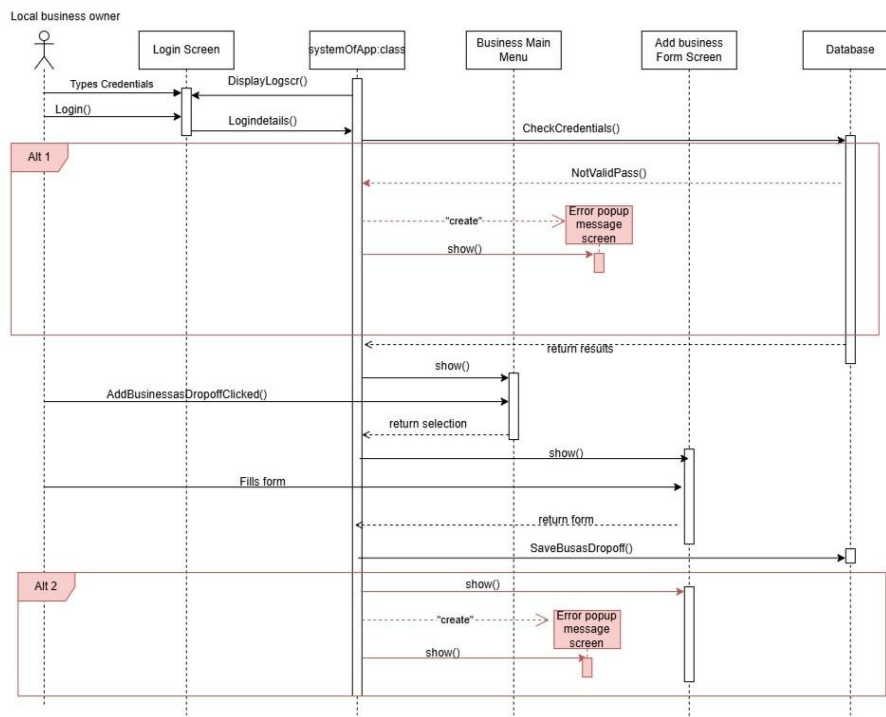 Local business owner
Login Screen
systemOfApp:class
Business Main
Menu
Add business
Form Screen
Database
Types Credentials
DisplayLogscr()
Login()
Logindetails()
CheckCredentials()
Alt 1
NotValidPass()
"create"
Error popup
message
screen
show()
return results
show()
AddBusinessasDropoffClicked()
return selection
show()
Fills form
return form
SaveBusasDropoff()
Alt 2
show()
"create"
Error popup
message
screen
show()